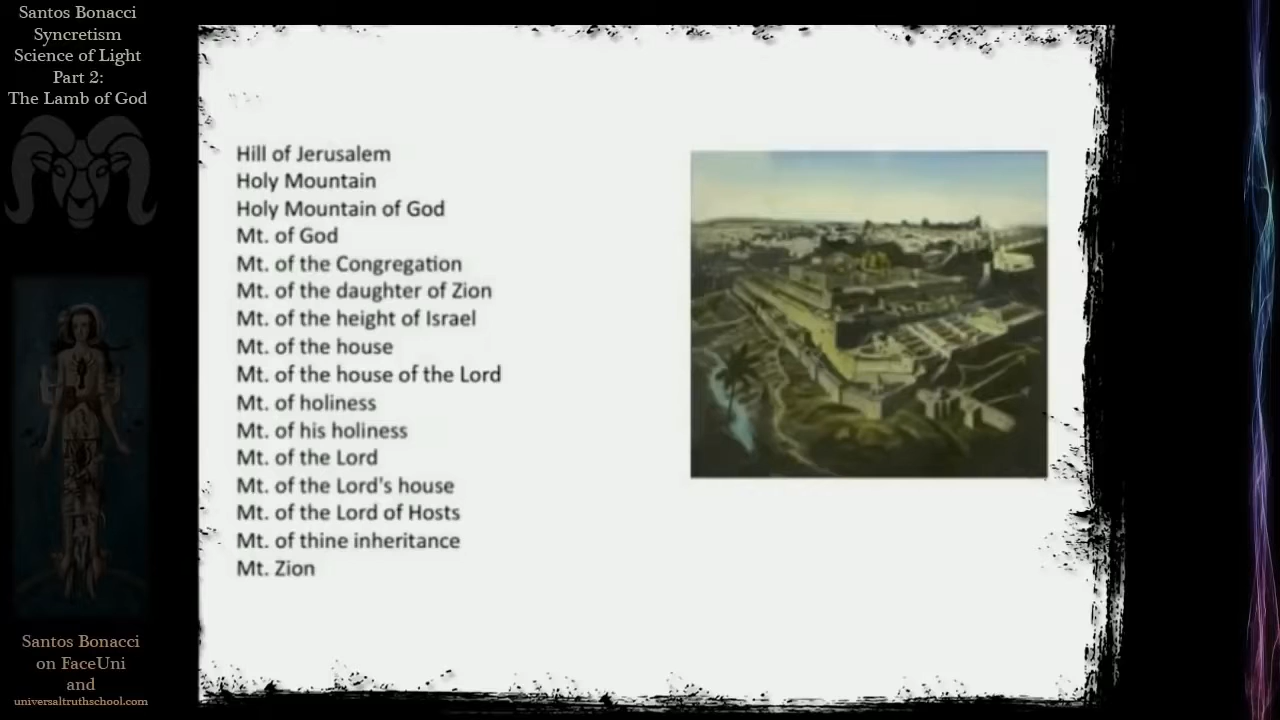 Santos Bonacci
Syncretism
Science of Light
Part 2:
The Lamb of God
Hill of Jerusalem
Holy Mountain
Holy Mountain of God
Mt. of God
Mt. of the Congregation
Mt. of the daughter of Zion
Mt. of the height of Israel
Mt. of the house
Mt. of the house of the Lord
Mt. of holiness
Mt. of his holiness
Mt. of the Lord
Mt. of the Lord's house
Mt. of the Lord of Hosts
Mt. of thine inheritance
Mt. Zion
Santos Bonacci
on FaceUni
and
universaltruthschool.com